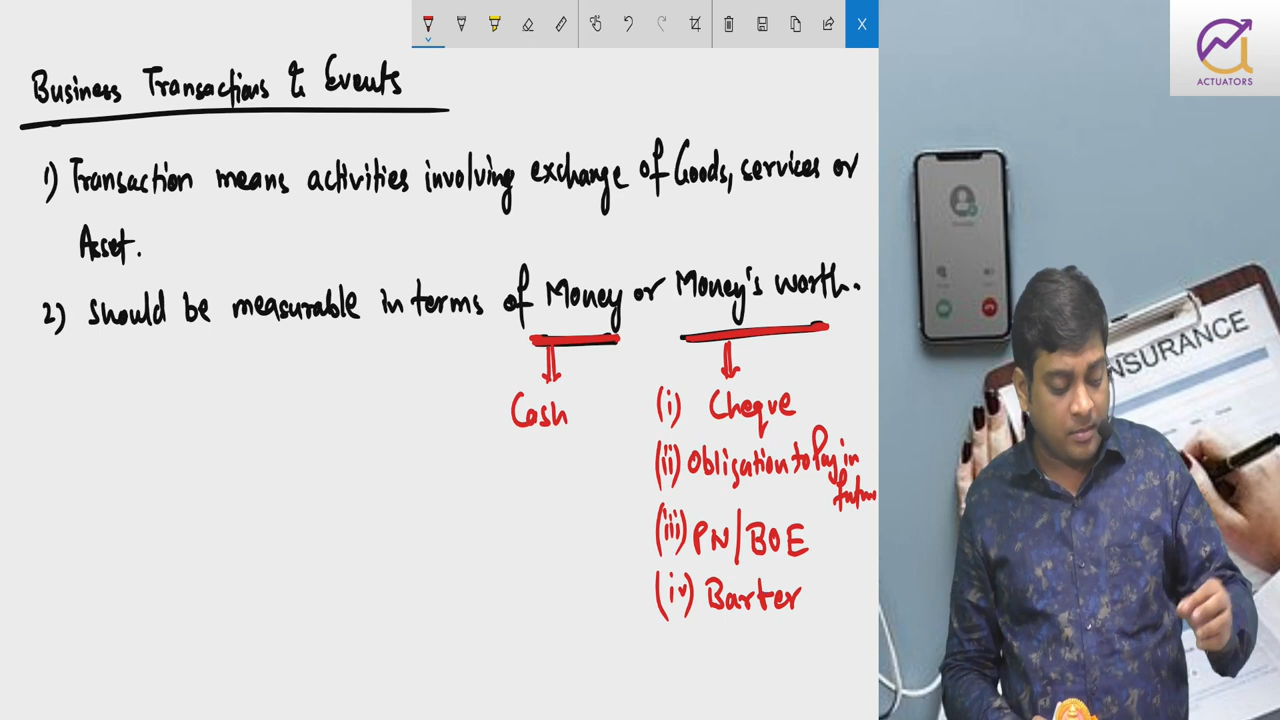 Business Transactions & Events
1) Transaction means activities involving exchange of Goods, services or
Asset.
2) Should be measurable in terms of Money or Money's worth.
Cash
(i) Cheque
(ii) Obligation to Pay in
future
(iii) PN/BOE
(iv) Barter
ACTUATORS
INSURANCE